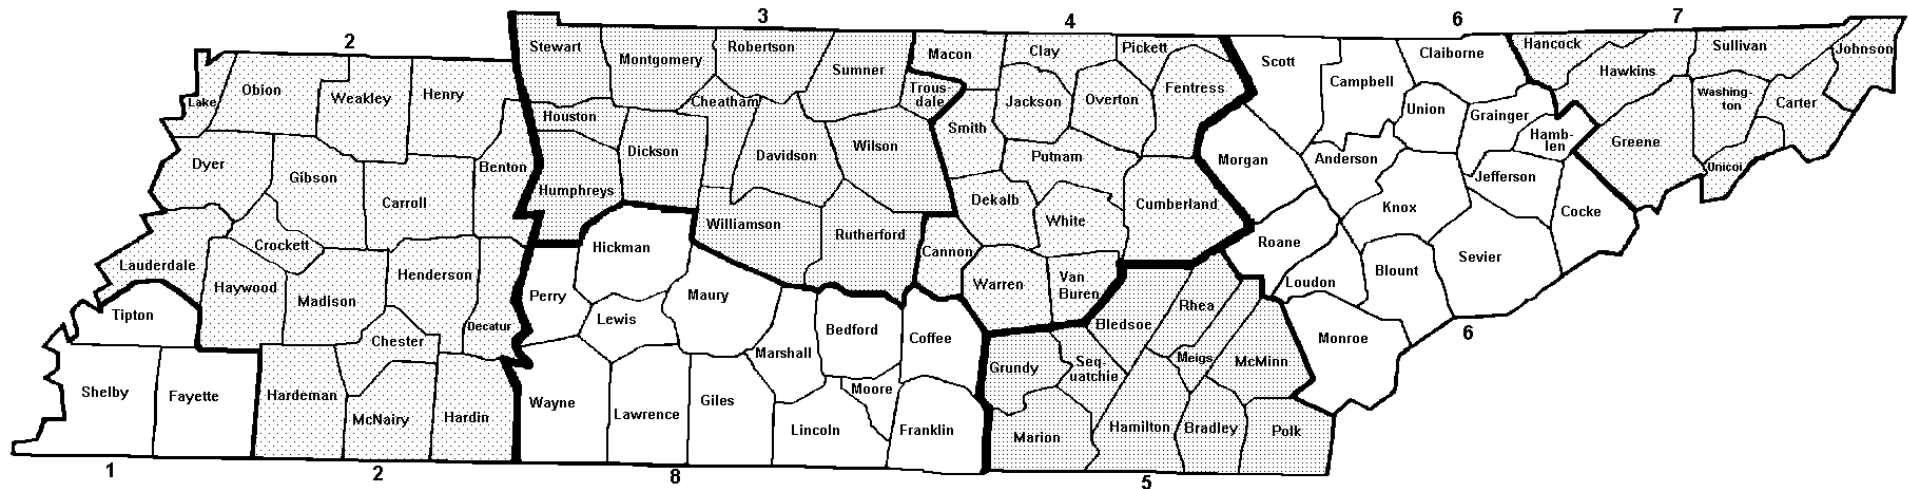 2
3
4
6
7
Lake
Obion
Weakley
Henry
Stewart
Montgomery
Robertson
Sumner
Macon
Clay
Pickett
Scott
Campbell
Claiborne
Hancock
Hawkins
Sullivan
Johnson
Houston
Cheatham
Trous-
dale
Jackson
Overton
Fentress
Union
Grainger
Washing-
ton
Carter
Dyer
Gibson
Carroll
Benton
Humphreys
Dickson
Davidson
Wilson
Smith
Putnam
Morgan
Anderson
Hamb-
len
Greene
Unicoi
Jefferson
Lauderdale
Crockett
Haywood
Madison
Henderson
Decatur
Hickman
Williamson
Rutherford
Cannon
Dekalb
White
Cumberland
Roane
Knox
Cocke
Sevier
Tipton
Chester
Perry
Lewis
Maury
Bedford
Coffee
Warren
Van
Buren
Bledsoe
Rhea
Loudon
Blount
6
Shelby
Fayette
Hardeman
McNairy
Hardin
Wayne
Lawrence
Giles
Marshall
Moore
Lincoln
Franklin
Grundy
Seq-
uatchie
Meigs
McMinn
Monroe
Marion
Hamilton
Bradley
Polk
1
2
8
5